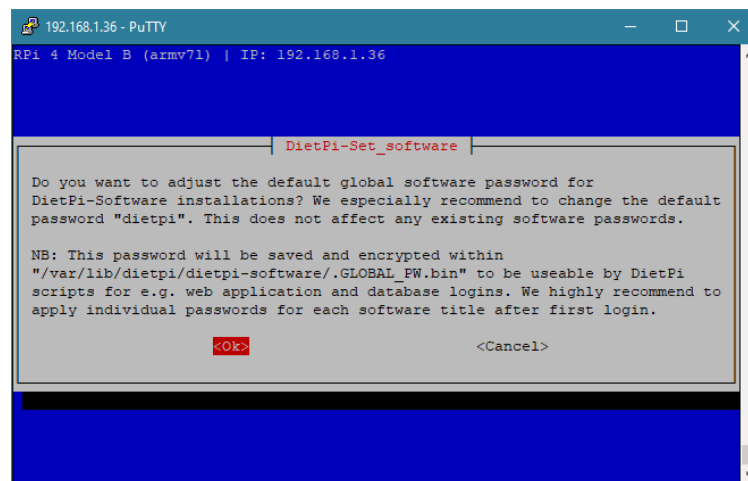 192.168.1.36 - PuTTY
RPi 4 Model B (armv7l) | IP: 192.168.1.36
DietPi-Set_software
Do you want to adjust the default global software password for
DietPi-Software installations? We especially recommend to change the default
password "dietpi". This does not affect any existing software passwords.
NB: This password will be saved and encrypted within
"/var/lib/dietpi/dietpi-software/.GLOBAL_PW.bin" to be useable by DietPi
scripts for e.g. web application and database logins. We highly recommend to
apply individual passwords for each software title after first login.
<Ok> <Cancel>